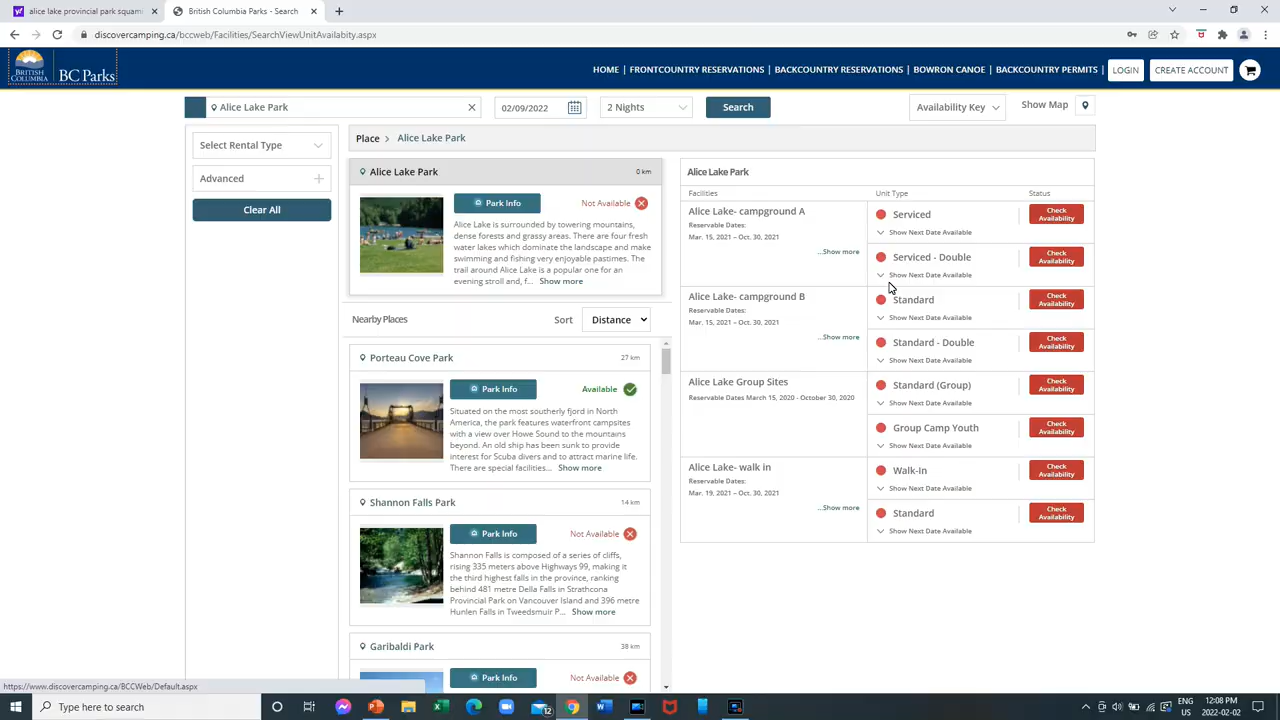 alice lake provincial park squam
British Columbia Parks - Search
discovercamping.ca/bccweb/Facilities/SearchViewUnitAvailabity.aspx
BRITISH COLUMBIA
BC Parks
HOME | FRONTCOUNTRY RESERVATIONS | BACKCOUNTRY RESERVATIONS | BOWRON CANOE | BACKCOUNTRY PERMITS | LOGIN CREATE ACCOUNT
Alice Lake Park
02/09/2022
2 Nights
Search
Availability Key
Show Map
Select Rental Type
Advanced
Clear All
Place > Alice Lake Park
Alice Lake Park
0 km
Park Info
Not Available
Alice Lake is surrounded by towering mountains,
dense forests and grassy areas. There are four fresh
water lakes which dominate the landscape and make
swimming and fishing very enjoyable pastimes. The
trail around Alice Lake is a popular one for an
evening stroll and, f... Show more
Nearby Places
Sort
Distance
Porteau Cove Park
27 km
Park Info
Available
Situated on the most southerly fjord in North
America, the park features waterfront campsites
with a view over Howe Sound to the mountains
beyond. An old ship has been sunk to provide
interest for Scuba divers and to attract marine life.
There are special facilities... Show more
Shannon Falls Park
14 km
Park Info
Not Available
Shannon Falls is composed of a series of cliffs,
rising 335 meters above Highways 99, making it
the third highest falls in the province, ranking
behind 481 metre Della Falls in Strathcona
Provincial Park on Vancouver Island and 396 metre
Hunlen Falls in Tweedsmuir P... Show more
Garibaldi Park
38 km
Park Info
Not Available
Alice Lake Park
Facilities
Unit Type
Status
Alice Lake- campground A
Reservable Dates:
Mar. 15, 2021 – Oct. 30, 2021
...Show more
Serviced
Show Next Date Available
Check Availability
Serviced - Double
Show Next Date Available
Check Availability
Alice Lake- campground B
Reservable Dates:
Mar. 15, 2021 – Oct. 30, 2021
...Show more
Standard
Show Next Date Available
Check Availability
Standard - Double
Show Next Date Available
Check Availability
Alice Lake Group Sites
Reservable Dates March 15, 2020 - October 30, 2020
Standard (Group)
Show Next Date Available
Check Availability
Group Camp Youth
Show Next Date Available
Check Availability
Alice Lake- walk in
Reservable Dates:
Mar. 19, 2021 – Oct. 30, 2021
...Show more
Walk-In
Show Next Date Available
Check Availability
Standard
Show Next Date Available
Check Availability
https://www.discovercamping.ca/BCCWeb/Default.aspx
Type here to search
12
ENG
US
12:08 PM
2022-02-02